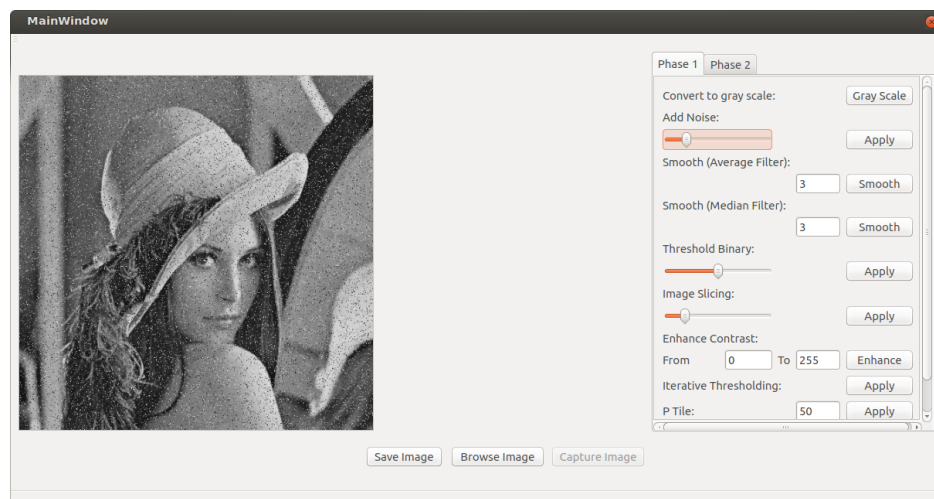 MainWindow
Phase 1 Phase 2
Convert to gray scale: Gray Scale
Add Noise:
Apply
Smooth (Average Filter):
3 Smooth
Smooth (Median Filter):
3 Smooth
Threshold Binary:
Apply
Image Slicing:
Apply
Enhance Contrast:
From 0 To 255 Enhance
Iterative Thresholding: Apply
P Tile: 50 Apply
Save Image Browse Image Capture Image